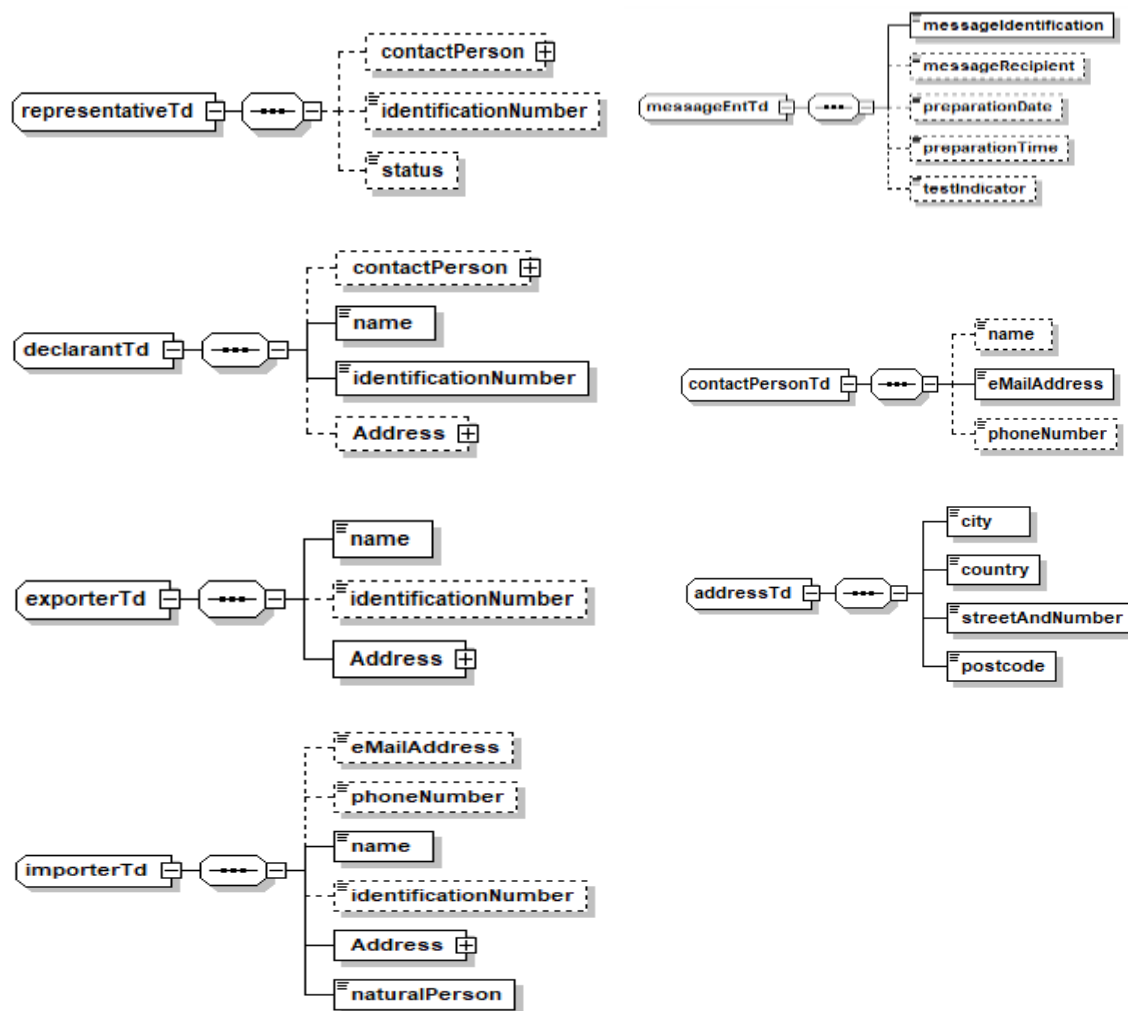 representativeTd
contactPerson
identificationNumber
status
messageEntTd
messageIdentification
messageRecipient
preparationDate
preparationTime
testIndicator
declarantTd
contactPerson
name
identificationNumber
Address
contactPersonTd
name
eMailAddress
phoneNumber
exporterTd
name
identificationNumber
Address
addressTd
city
country
streetAndNumber
postcode
importerTd
eMailAddress
phoneNumber
name
identificationNumber
Address
naturalPerson